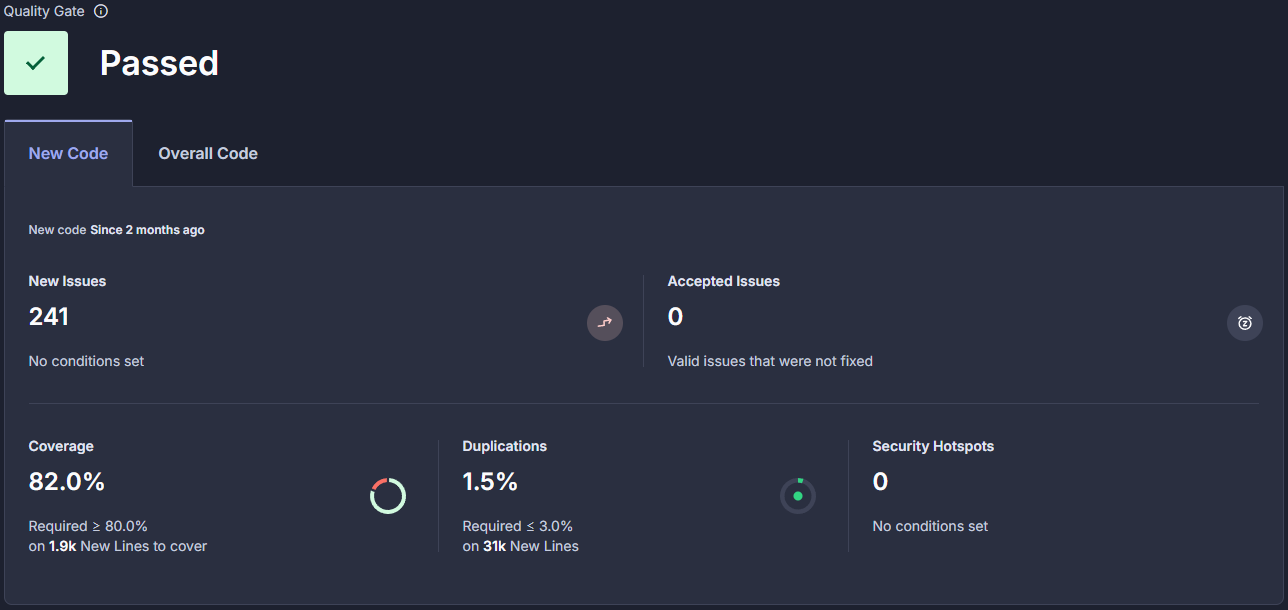 Quality Gate
Passed
New Code
Overall Code
New code Since 2 months ago
New Issues
241
No conditions set
Accepted Issues
0
Valid issues that were not fixed
Coverage
82.0%
Required ≥ 80.0%
on 1.9k New Lines to cover
Duplications
1.5%
Required ≤ 3.0%
on 31k New Lines
Security Hotspots
0
No conditions set